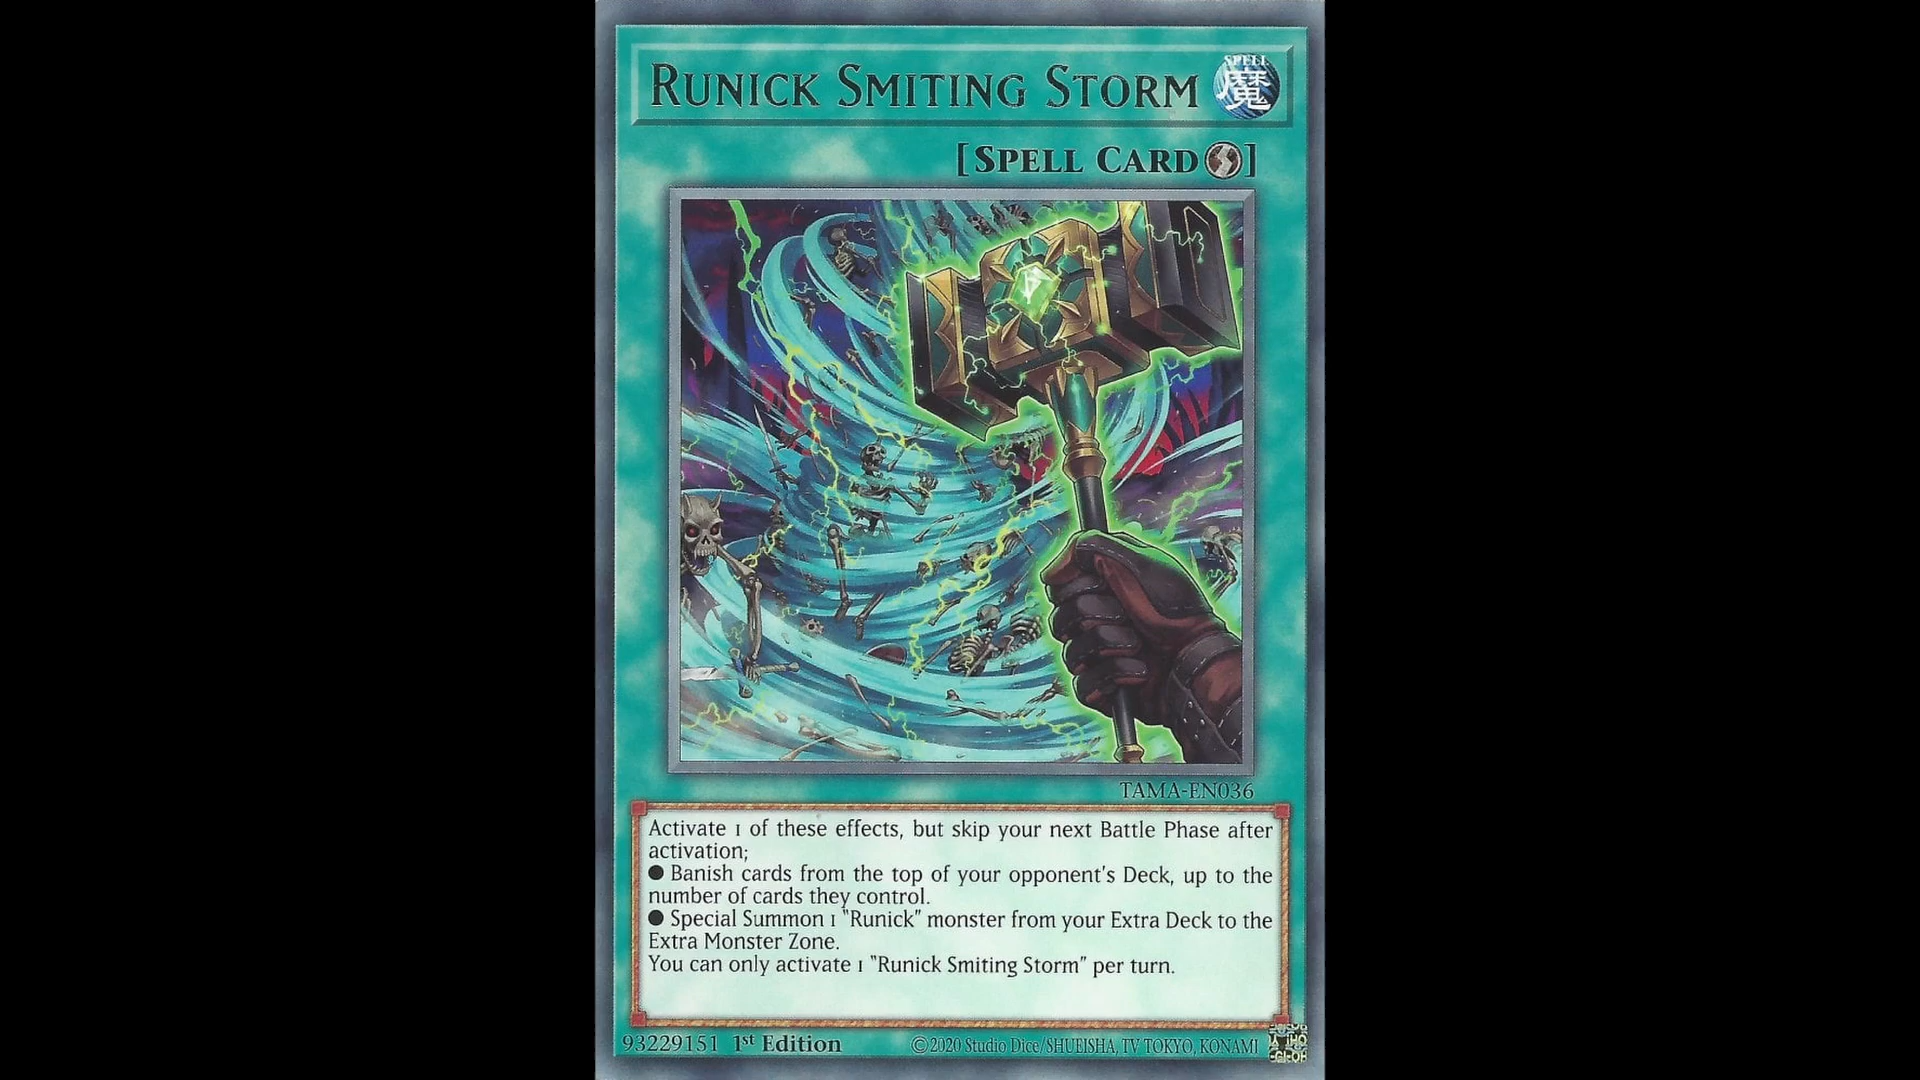 RUNICK SMITING STORM
SPELL
魔
[SPELL CARD]
TAMA-EN036
Activate 1 of these effects, but skip your next Battle Phase after
activation;
● Banish cards from the top of your opponent's Deck, up to the
number of cards they control.
● Special Summon 1 "Runick" monster from your Extra Deck to the
Extra Monster Zone.
You can only activate 1 "Runick Smiting Storm" per turn.
93229151 1st Edition
©2020 Studio Dice/SHUEISHA, TV TOKYO, KONAMI